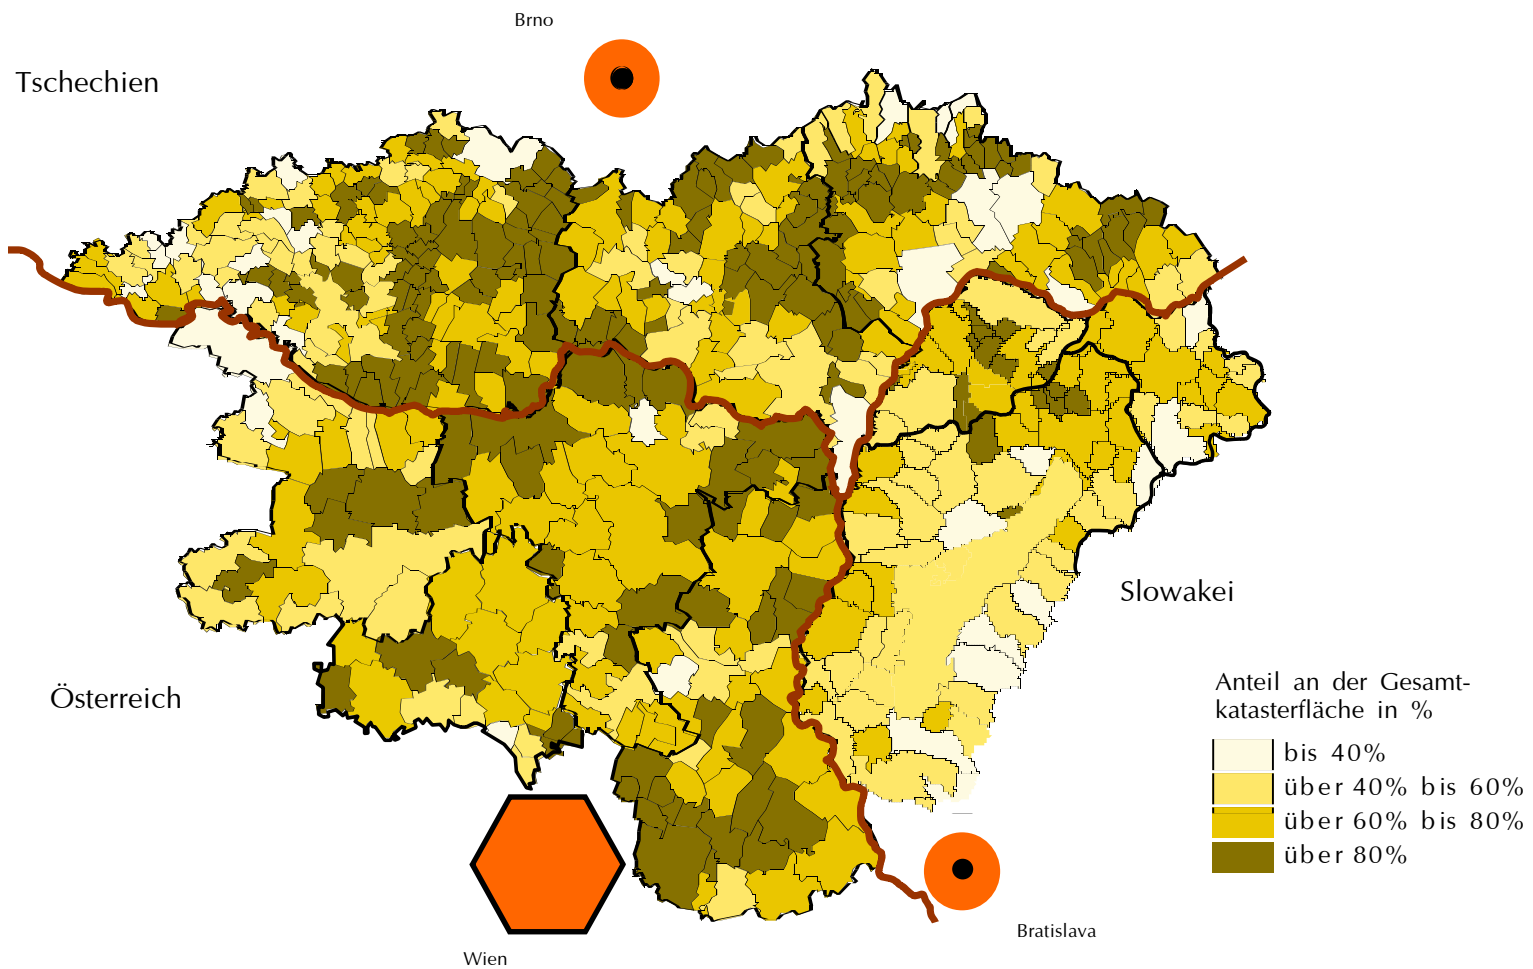 Brno
Tschechien
Slowakei
Österreich
Anteil an der Gesamt-
katasterfläche in %
bis 40%
über 40% bis 60%
über 60% bis 80%
über 80%
Bratislava
Wien